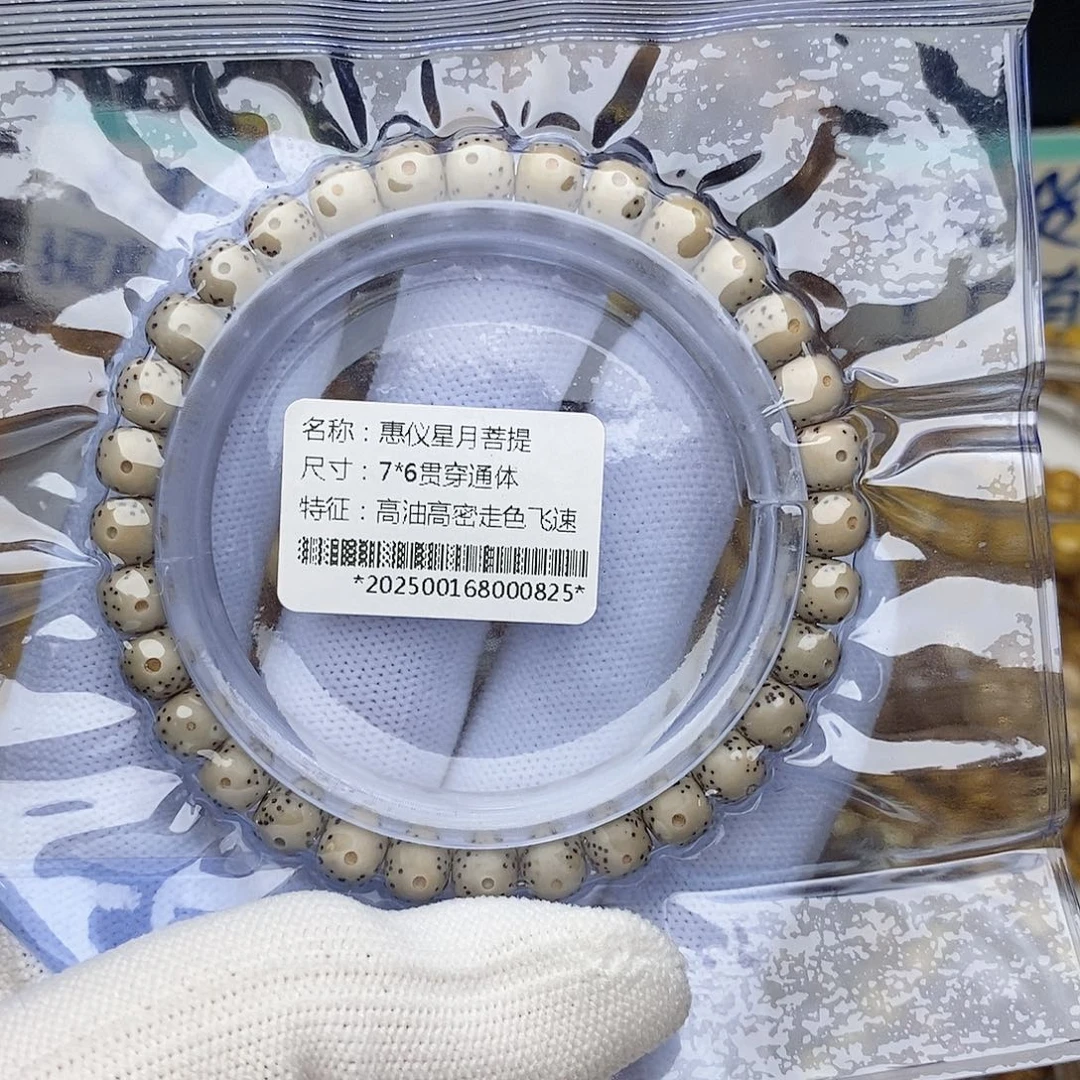 名称：惠仪星月菩提
尺寸：7*6贯穿通体
特征：高油高密走色飞速
*202500168000825*